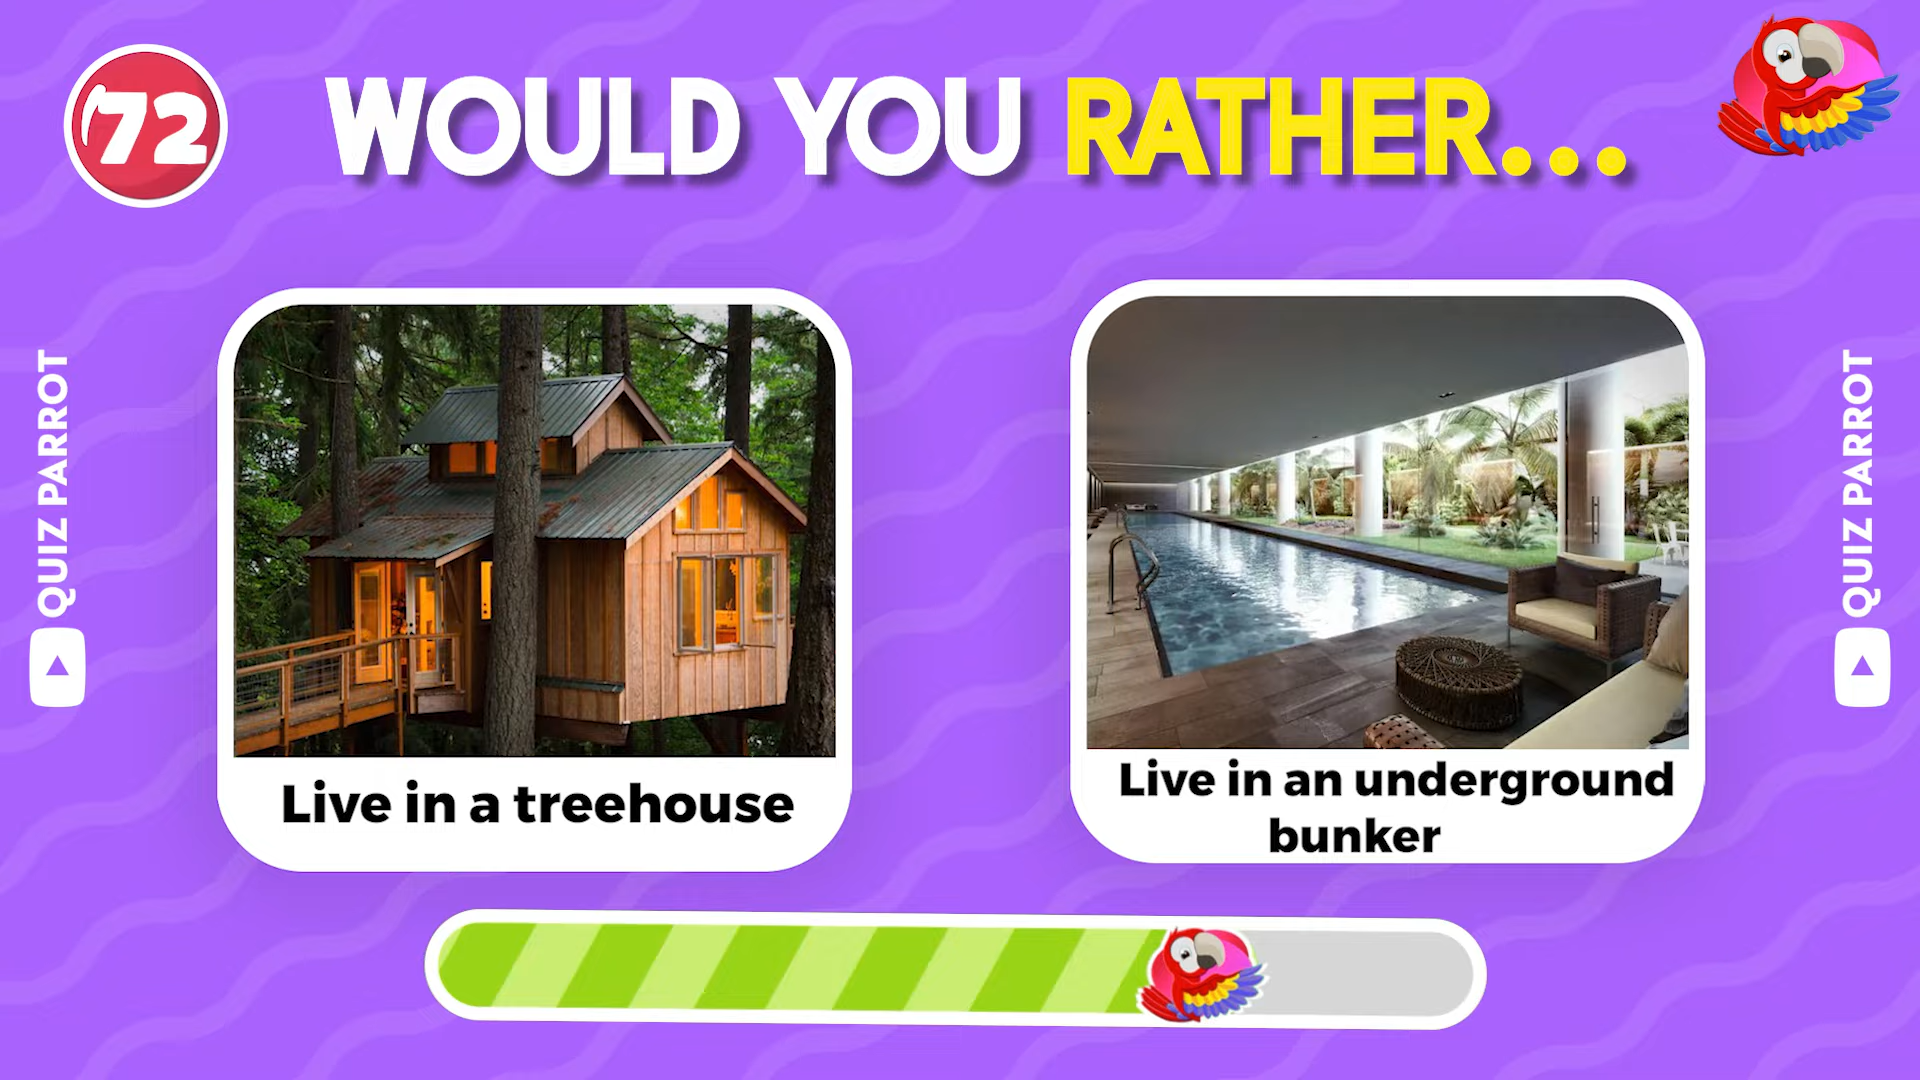 72
WOULD YOU RATHER...
QUIZ PARROT
QUIZ PARROT
Live in a treehouse
Live in an underground
bunker